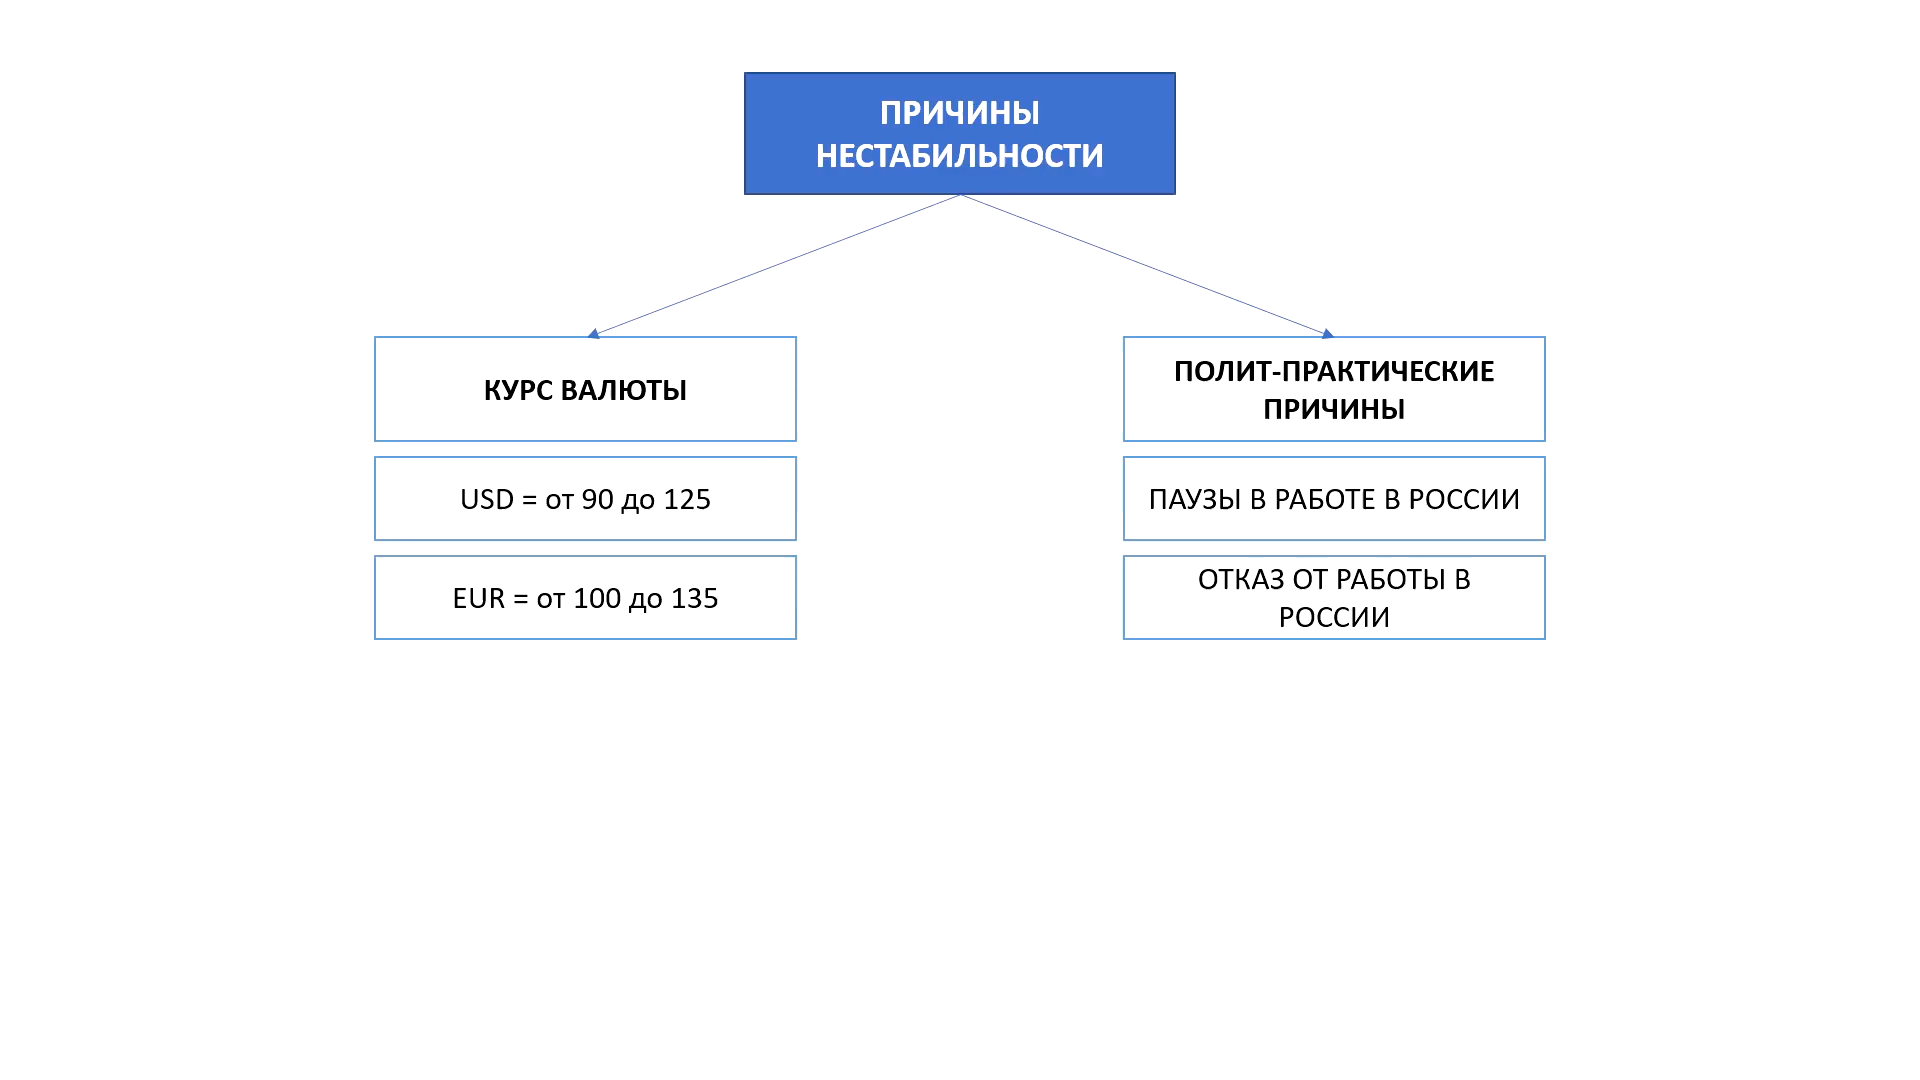 ПРИЧИНЫ
НЕСТАБИЛЬНОСТИ
КУРС ВАЛЮТЫ
USD = от 90 до 125
EUR = от 100 до 135
ПОЛИТ-ПРАКТИЧЕСКИЕ
ПРИЧИНЫ
ПАУЗЫ В РАБОТЕ В РОССИИ
ОТКАЗ ОТ РАБОТЫ В
РОССИИ